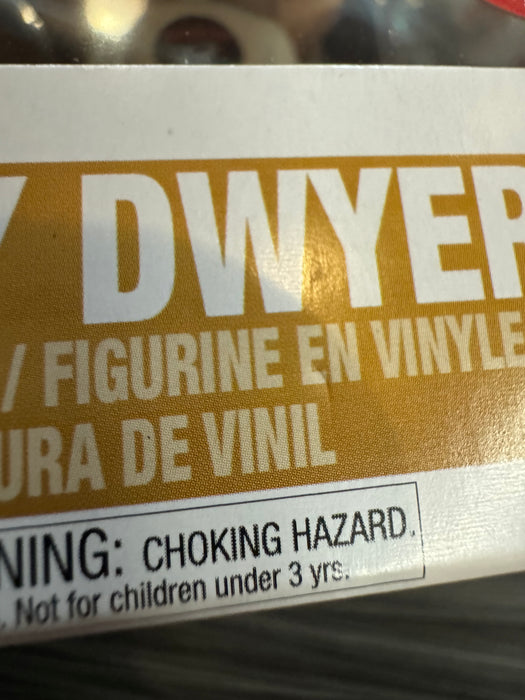 Y DWYER
/ FIGURINE EN VINYLE
URA DE VINIL
NING: CHOKING HAZARD.
. Not for children under 3 yrs.